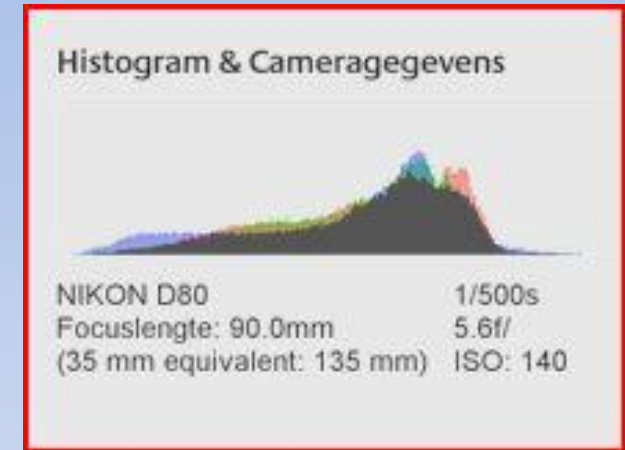 Histogram & Cameragegevens
NIKON D80 1/500s
Focuslengte: 90.0mm 5.6f/
(35 mm equivalent: 135 mm) ISO: 140